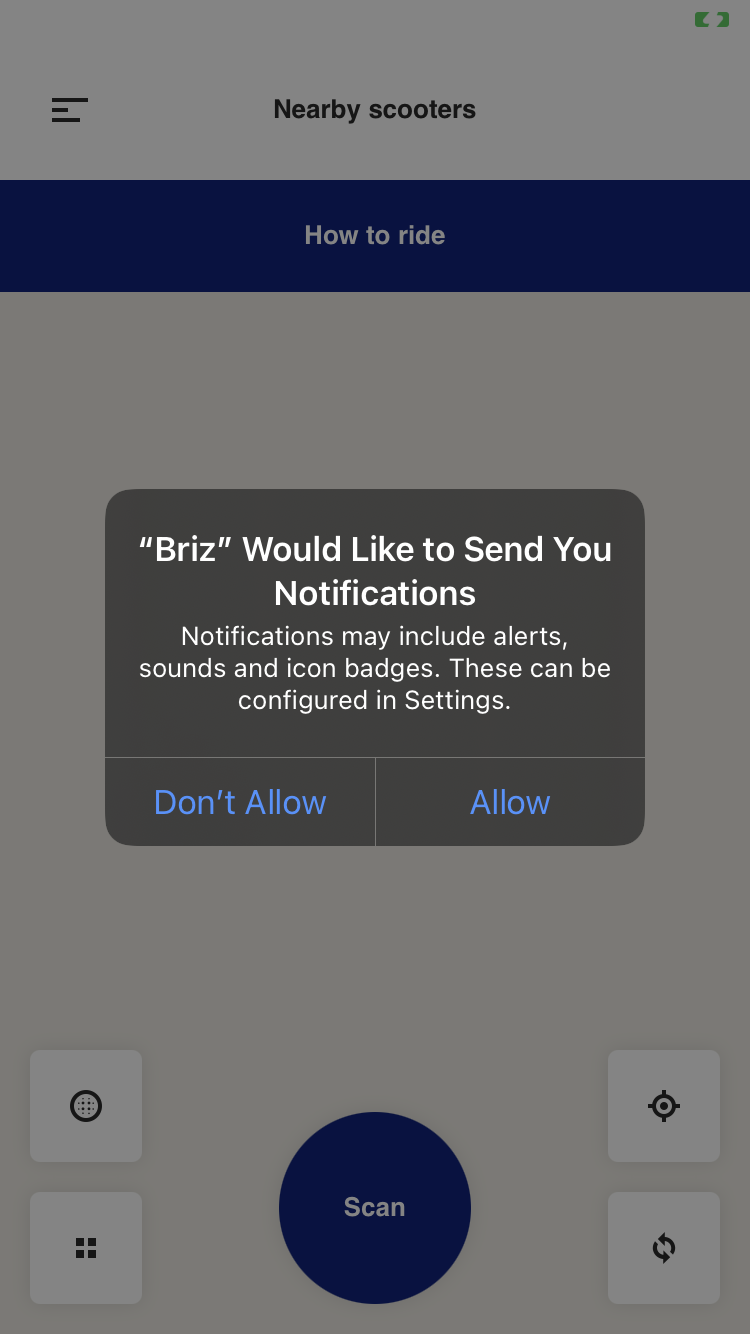 Nearby scooters
How to ride
“Briz” Would Like to Send You
Notifications
Notifications may include alerts,
sounds and icon badges. These can be
configured in Settings.
Don’t Allow
Allow
Scan